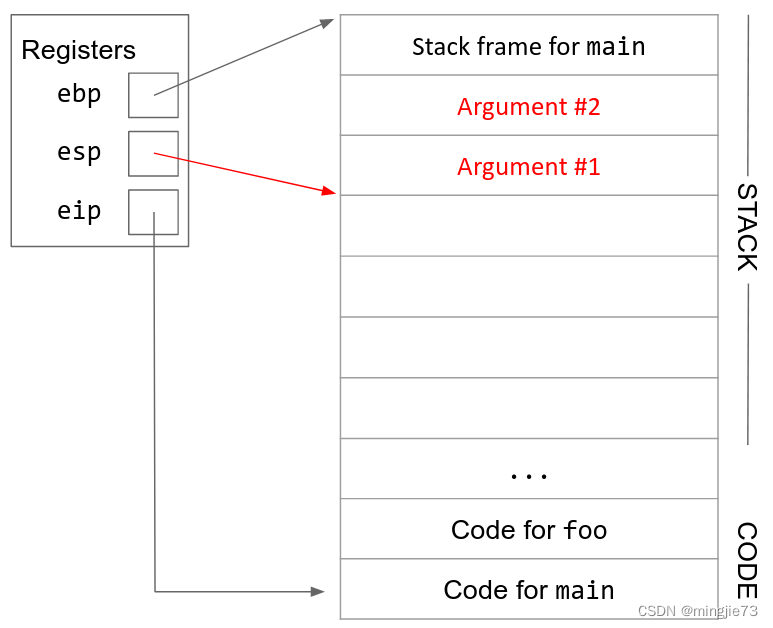 Registers
ebp
esp
eip
Stack frame for main
Argument #2
Argument #1
...
Code for foo
Code for main
STACK
CODE
CSDN @mingjie73